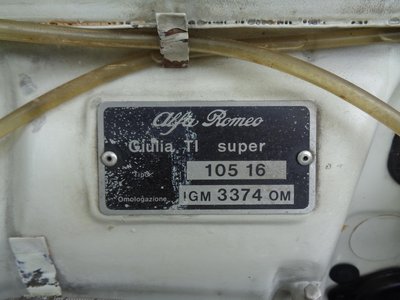 Alfa Romeo
Giulia TI super
Tipo 105 16
Omologazione IGM 3374 OM